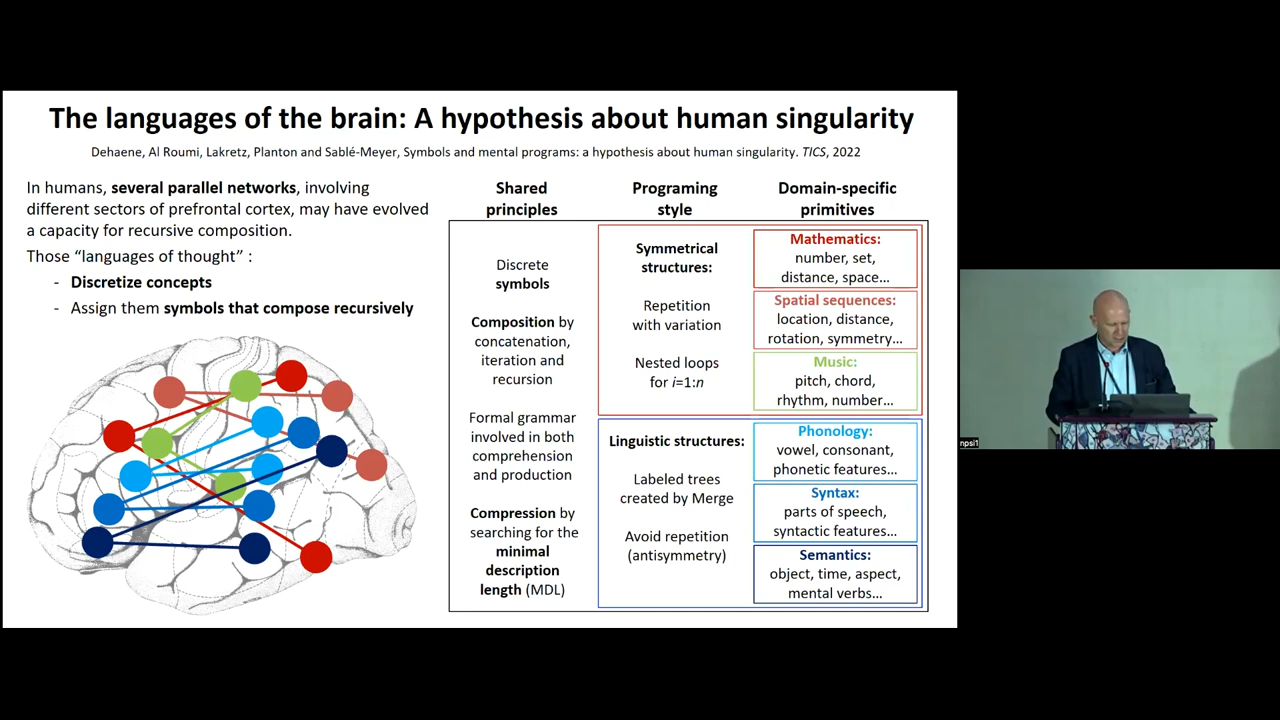 The languages of the brain: A hypothesis about human singularity
Dehaene, Al Roumi, Lakretz, Planton and Sablé-Meyer, Symbols and mental programs: a hypothesis about human singularity. TICS, 2022
In humans, several parallel networks, involving
different sectors of prefrontal cortex, may have evolved
a capacity for recursive composition.
Those “languages of thought” :
- Discretize concepts
- Assign them symbols that compose recursively
Shared
principles
Discrete
symbols
Composition by
concatenation,
iteration and
recursion
Formal grammar
involved in both
comprehension
and production
Compression by
searching for the
minimal
description
length (MDL)
Programing
style
Symmetrical
structures:
Repetition
with variation
Nested loops
for i=1:n
Linguistic structures:
Labeled trees
created by Merge
Avoid repetition
(antisymmetry)
Domain-specific
primitives
Mathematics:
number, set,
distance, space...
Spatial sequences:
location, distance,
rotation, symmetry...
Music:
pitch, chord,
rhythm, number...
Phonology:
vowel, consonant,
phonetic features...
Syntax:
parts of speech,
syntactic features...
Semantics:
object, time, aspect,
mental verbs...
npsi1